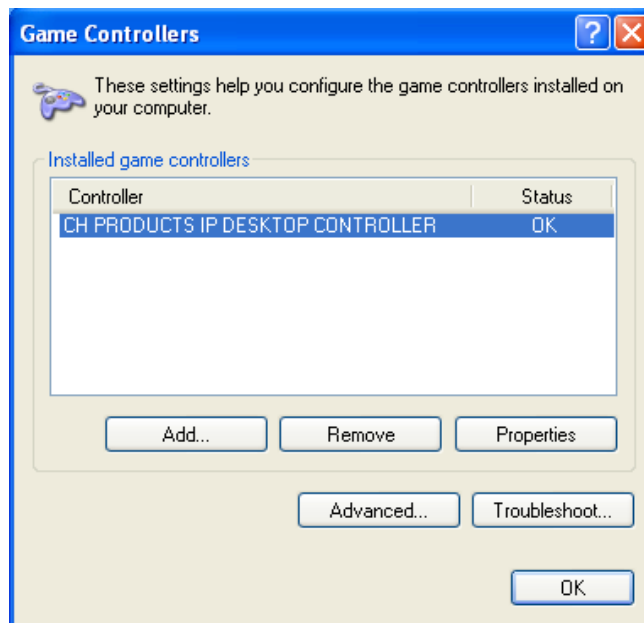 Game Controllers
?
These settings help you configure the game controllers installed on
your computer.
Installed game controllers
Controller Status
CH PRODUCTS IP DESKTOP CONTROLLER OK
Add... Remove Properties
Advanced... Troubleshoot...
OK